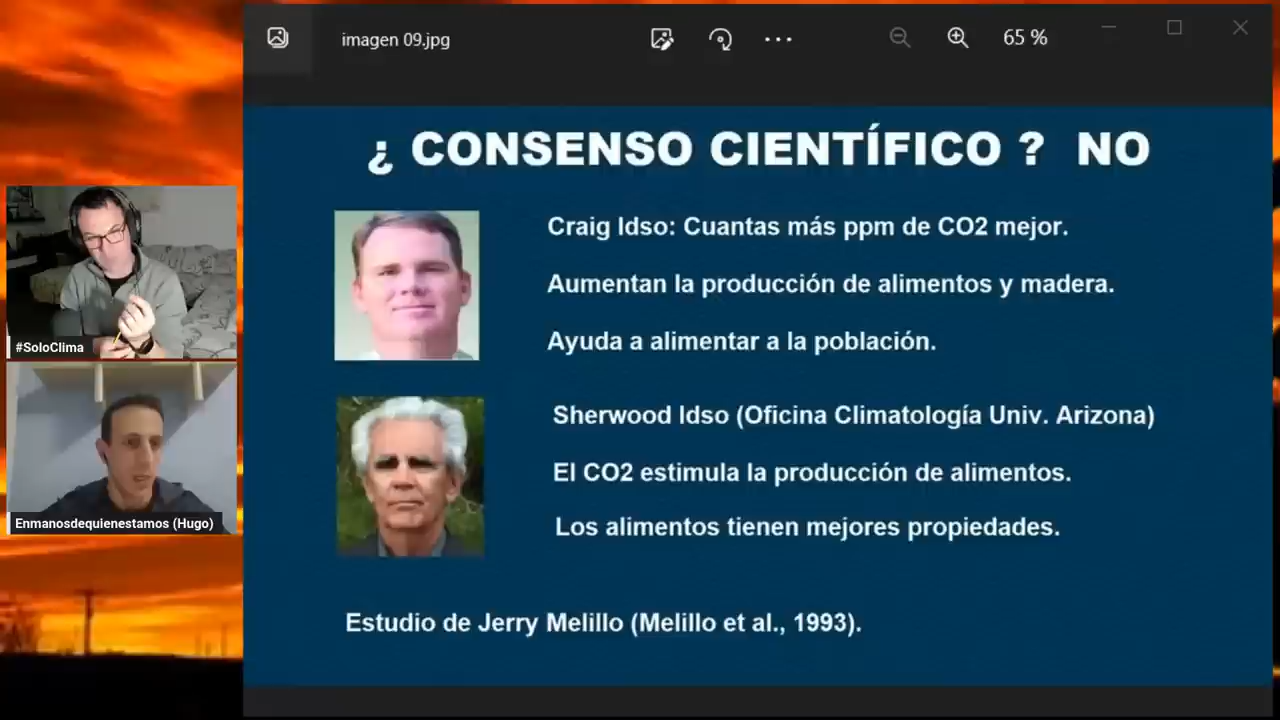 imagen 09.jpg
65 %
¿ CONSENSO CIENTÍFICO ? NO
Craig Idso: Cuantas más ppm de CO2 mejor.
Aumentan la producción de alimentos y madera.
Ayuda a alimentar a la población.
Sherwood Idso (Oficina Climatología Univ. Arizona)
El CO2 estimula la producción de alimentos.
Los alimentos tienen mejores propiedades.
Estudio de Jerry Melillo (Melillo et al., 1993).
#SoloClima
Enmanosdequienestamos (Hugo)